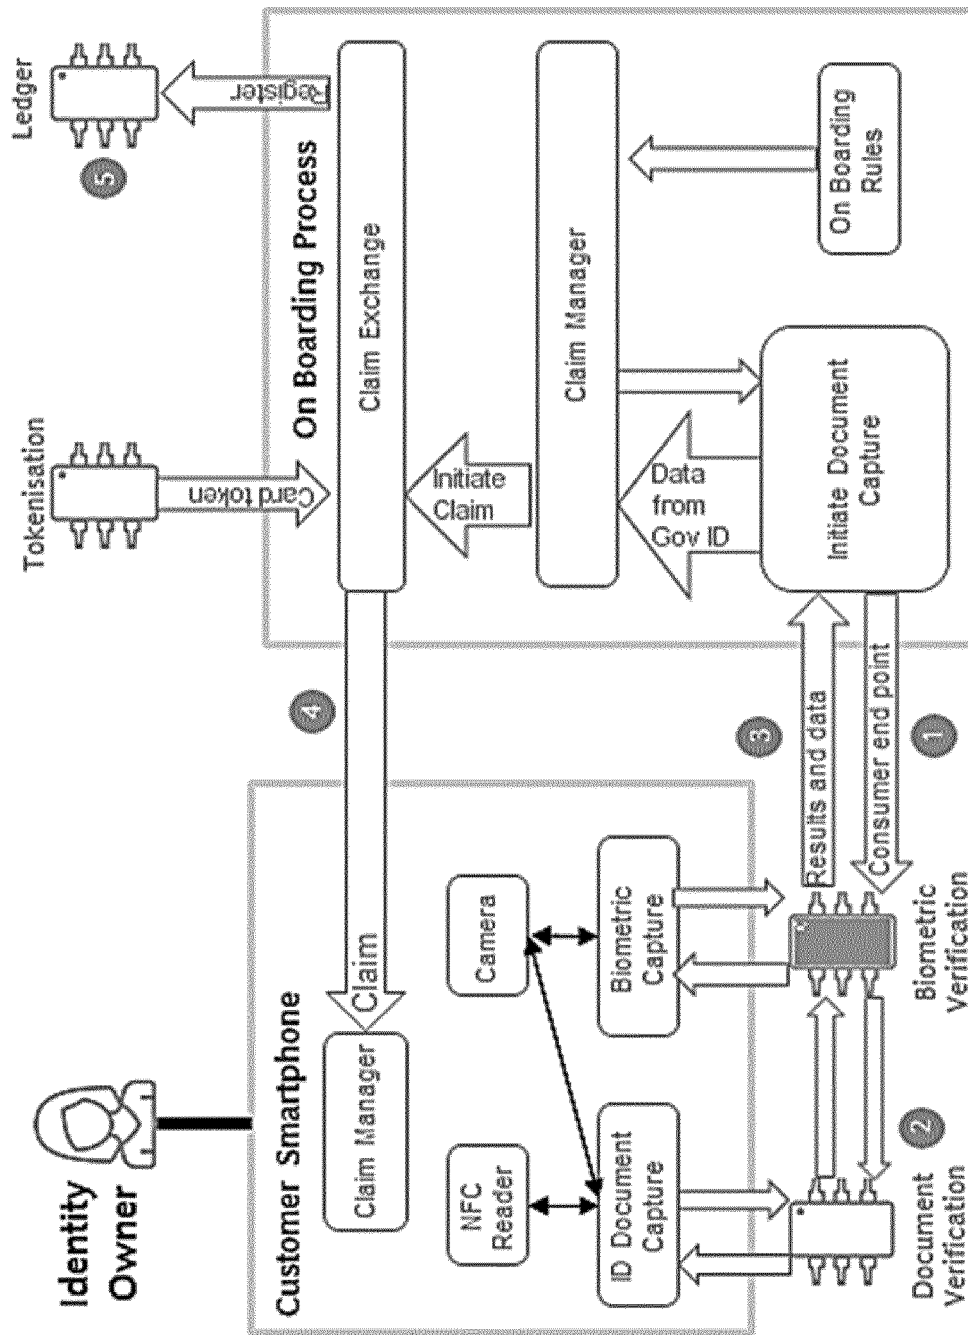 Identity
Owner
Tokenisation
Ledger
5
Card token
Register
Customer Smartphone
On Boarding Process
Claim Manager
Claim
4
Claim Exchange
Initiate
Claim
NFC
Reader
Camera
Claim Manager
ID Document
Capture
Biometric
Capture
Data
from
Gov ID
3
Results and data
Initiate Document
Capture
On Boarding
Rules
Consumer end point
1
2
Document
Verification
Biometric
Verification